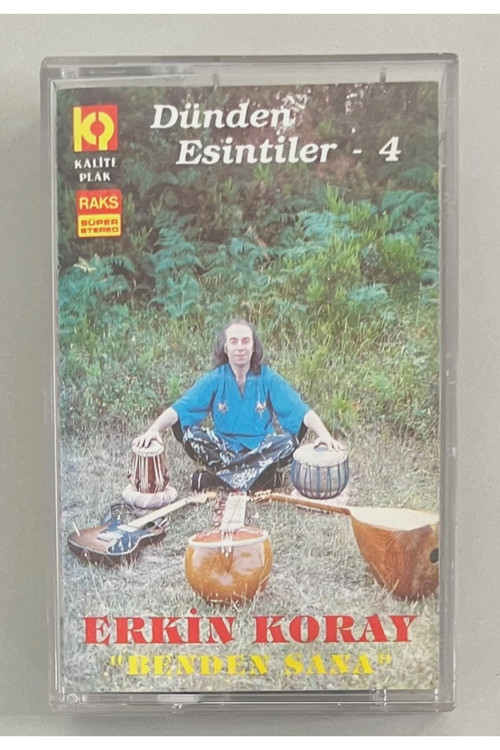 Dünden
Esintiler - 4
KALİTE
PLAK
RAKS
SÜPER
STEREO
ERKİN KORAY
"BENDEN SANA"